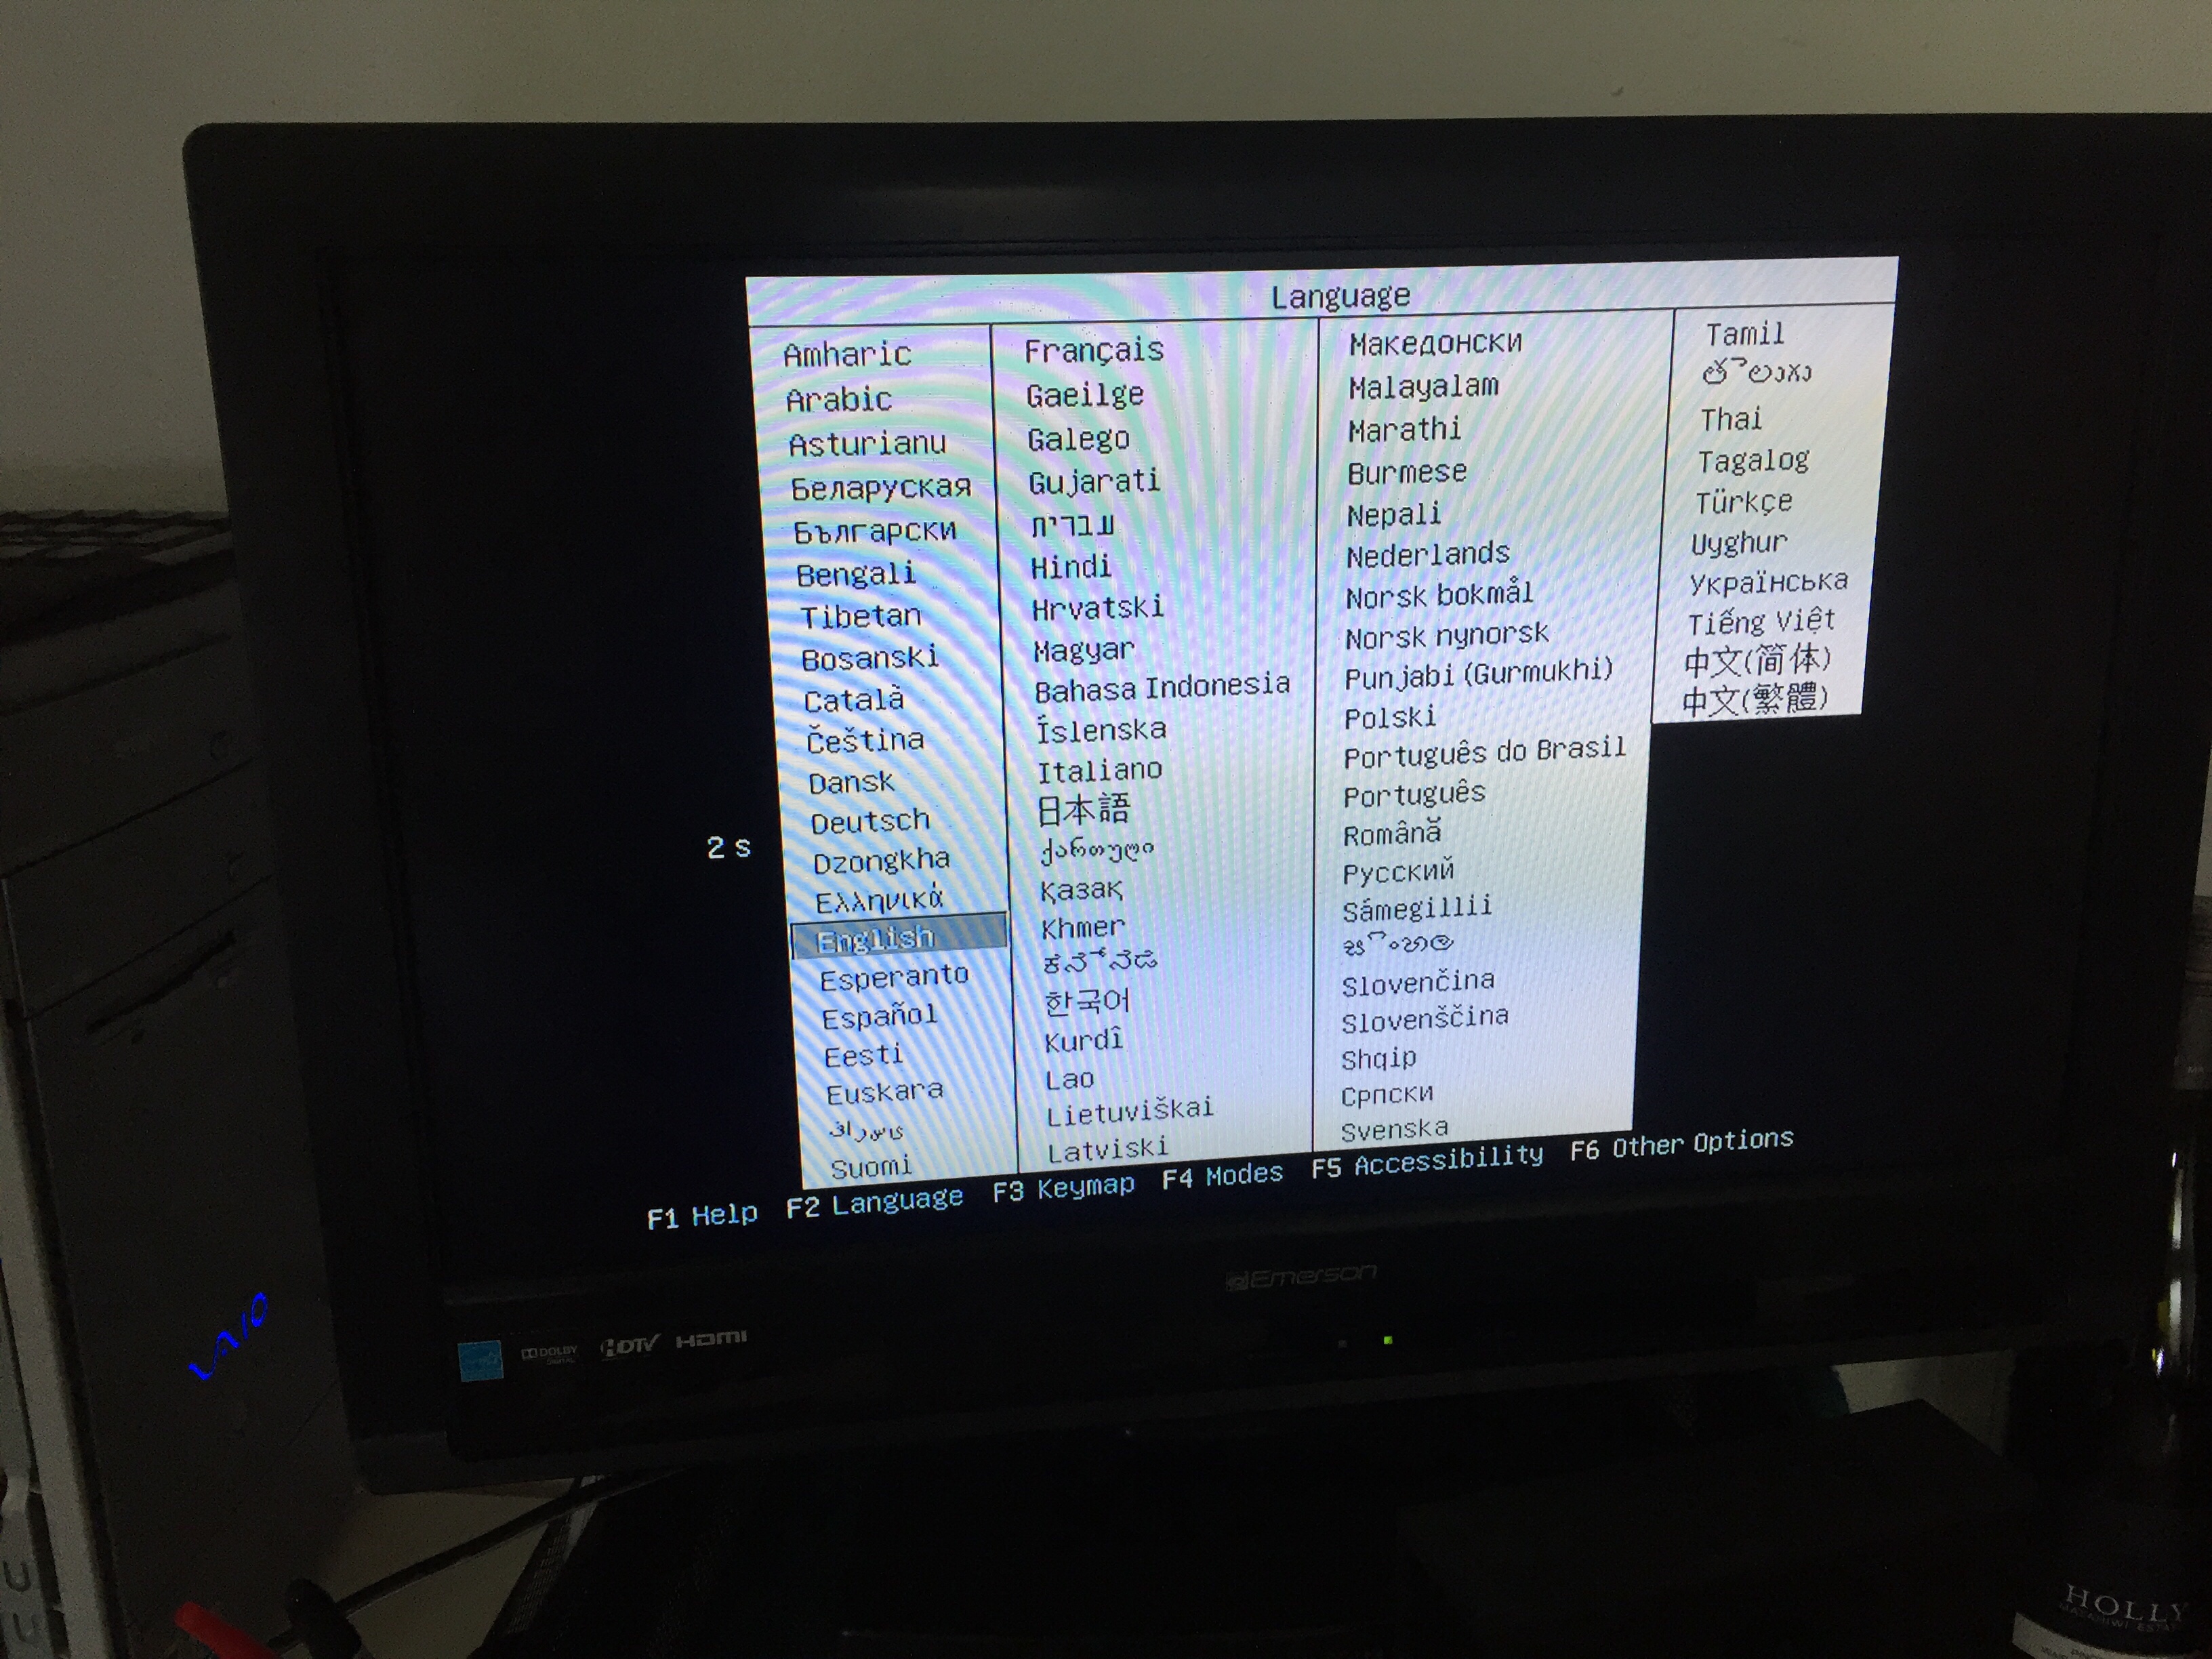 Language
Amharic
Arabic
Asturianu
Беларуская
Български
Bengali
Tibetan
Bosanski
Català
Čeština
Dansk
Deutsch
Dzongkha
Ελληνικά
English
Esperanto
Español
Eesti
Euskara
ﻰﺳﺭﺎﻓ
Suomi
Français
Gaeilge
Galego
Gujarati
עברית
Hindi
Hrvatski
Magyar
Bahasa Indonesia
Íslenska
Italiano
日本語
ქართული
Қазақ
Khmer
ಕನ್ನಡ
한국어
Kurdî
Lao
Lietuviškai
Latviski
Македонски
Malayalam
Marathi
Burmese
Nepali
Nederlands
Norsk bokmål
Norsk nynorsk
Punjabi (Gurmukhi)
Polski
Português do Brasil
Português
Română
Русский
Sámegillii
සිංහල
Slovenčina
Slovenščina
Shqip
Српски
Svenska
Tamil
తెలుగు
Thai
Tagalog
Türkçe
Uyghur
Українська
Tiếng Việt
中文(简体)
中文(繁體)
2 s
F1 Help F2 Language F3 Keymap F4 Modes F5 Accessibility F6 Other Options
Emerson
DOLBY
DIGITAL
HDTV
HDMI
VAIO
HOLLY